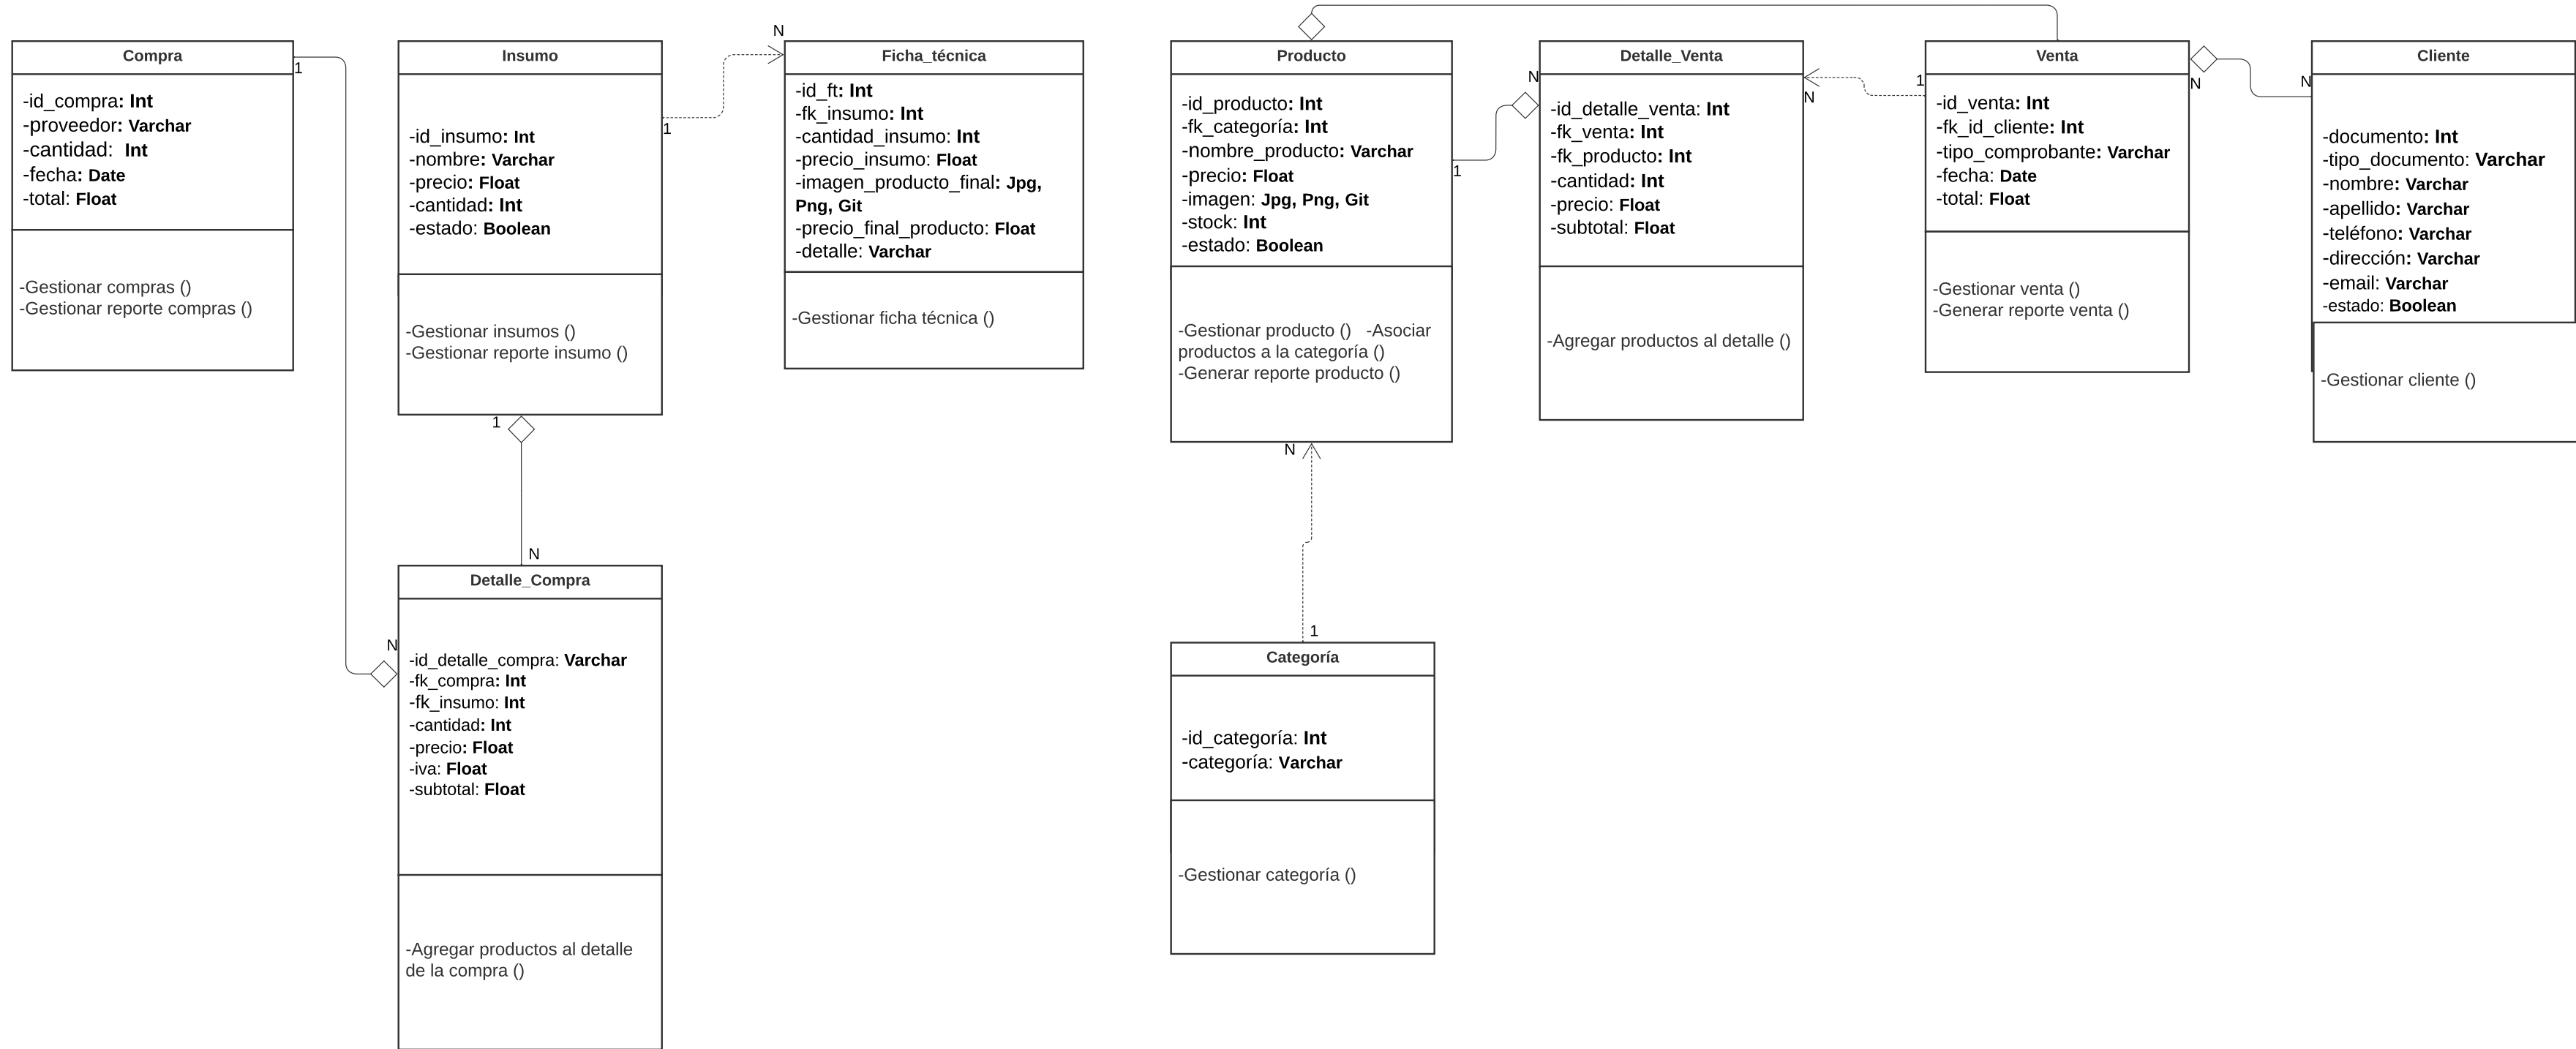 Compra
-id_compra: Int
-proveedor: Varchar
-cantidad:  Int
-fecha: Date
-total: Float
-Gestionar compras ()
-Gestionar reporte compras ()
1
Insumo
-id_insumo: Int
-nombre: Varchar
-precio: Float
-cantidad: Int
-estado: Boolean
-Gestionar insumos ()
-Gestionar reporte insumo ()
1
N
Ficha_técnica
-id_ft: Int
-fk_insumo: Int
-cantidad_insumo: Int
-precio_insumo: Float
-imagen_producto_final: Jpg,
Png, Git
-precio_final_producto: Float
-detalle: Varchar
-Gestionar ficha técnica ()
1
N
N
Detalle_Compra
-id_detalle_compra: Varchar
-fk_compra: Int
-fk_insumo: Int
-cantidad: Int
-precio: Float
-iva: Float
-subtotal: Float
-Agregar productos al detalle
de la compra ()
Producto
-id_producto: Int
-fk_categoría: Int
-nombre_producto: Varchar
-precio: Float
-imagen: Jpg, Png, Git
-stock: Int
-estado: Boolean
-Gestionar producto ()   -Asociar
productos a la categoría ()
-Generar reporte producto ()
1
N
Detalle_Venta
-id_detalle_venta: Int
-fk_venta: Int
-fk_producto: Int
-cantidad: Int
-precio: Float
-subtotal: Float
-Agregar productos al detalle ()
N
1
Venta
-id_venta: Int
-fk_id_cliente: Int
-tipo_comprobante: Varchar
-fecha: Date
-total: Float
-Gestionar venta ()
-Generar reporte venta ()
N
N
Cliente
-documento: Int
-tipo_documento: Varchar
-nombre: Varchar
-apellido: Varchar
-teléfono: Varchar
-dirección: Varchar
-email: Varchar
-estado: Boolean
-Gestionar cliente ()
N
1
Categoría
-id_categoría: Int
-categoría: Varchar
-Gestionar categoría ()